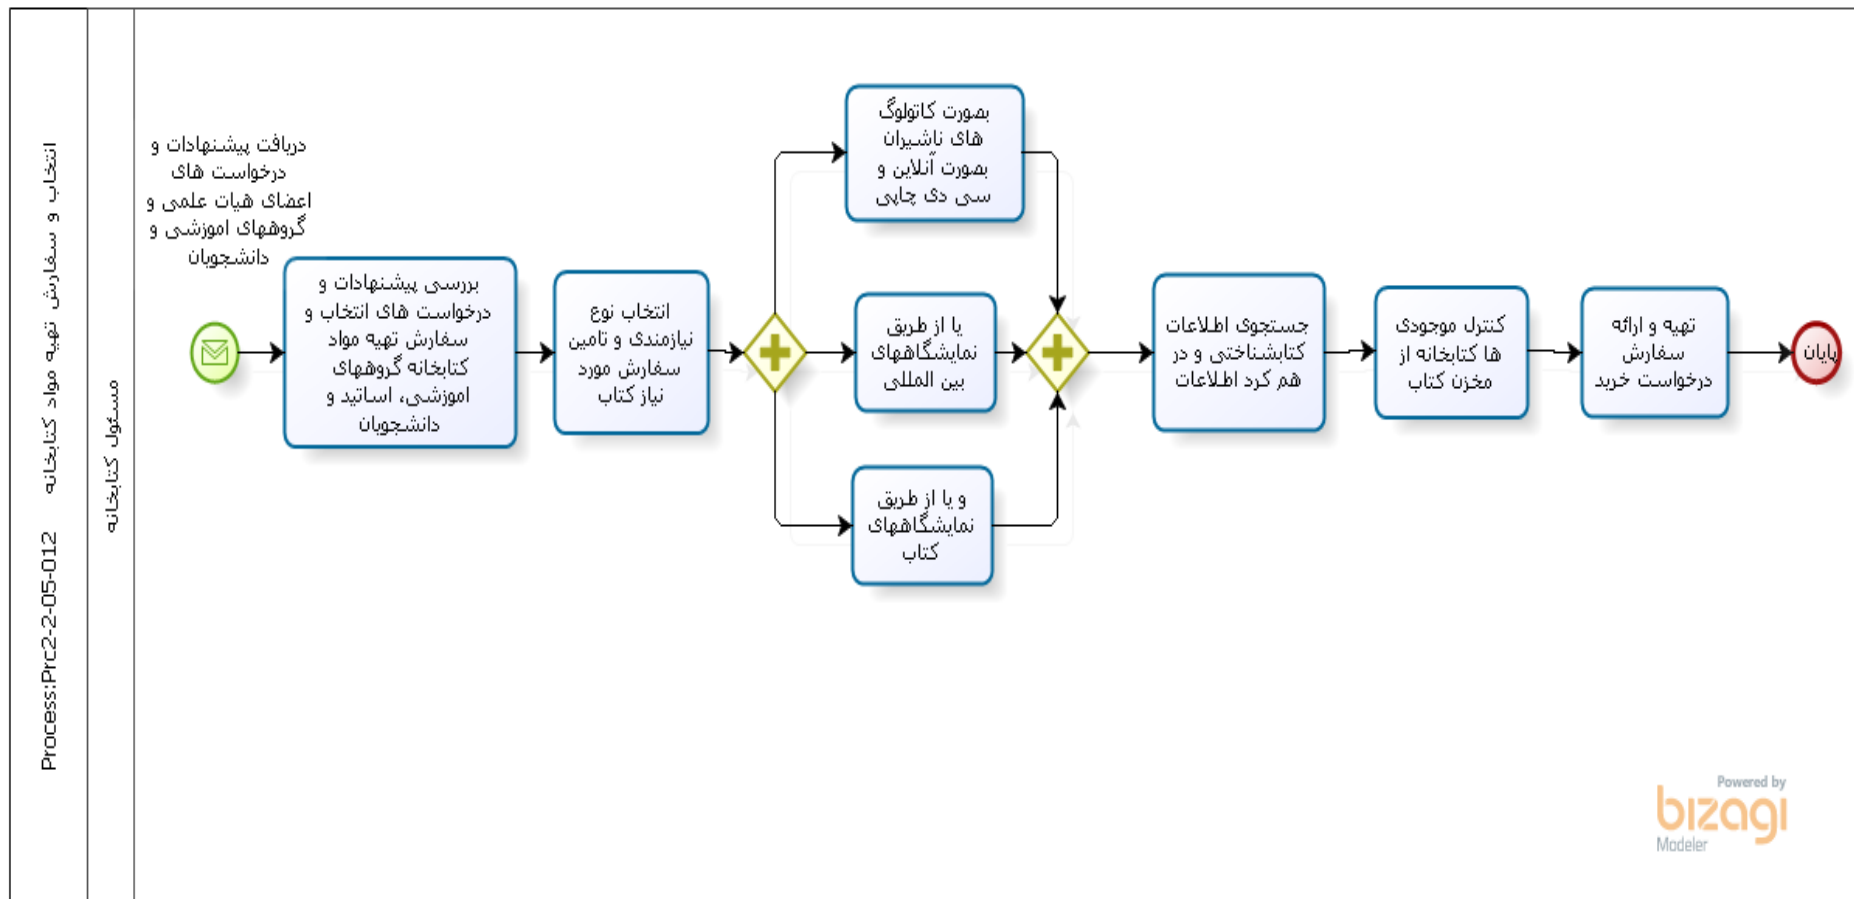 Process:Prc2-2-05-012 انتخاب و سفارش تهیه مواد کتابخانه
مسئول کتابخانه
دریافت پیشنهادات و
درخواست های
اعضای هیات علمی و
گروههای اموزشی و
دانشجویان
بررسی پیشنهادات و
درخواست های انتخاب و
سفارش تهیه مواد
کتابخانه گروههای
اموزشی، اساتید و
دانشجویان
انتخاب نوع
نیازمندی و تامین
سفارش مورد
نیاز کتاب
بصورت کاتولوگ
های ناشیران
بصورت آنلاین و
سی دی چاپی
یا از طریق
نمایشگاههای
بین المللی
و یا از طریق
نمایشگاههای
کتاب
جستجوی اطلاعات
کتابشناختی و در
هم کرد اطلاعات
کنترل موجودی
ها کتابخانه از
مخزن کتاب
تهیه و ارائه
سفارش
درخواست خرید
پایان
Powered by
bizagi
Modeler